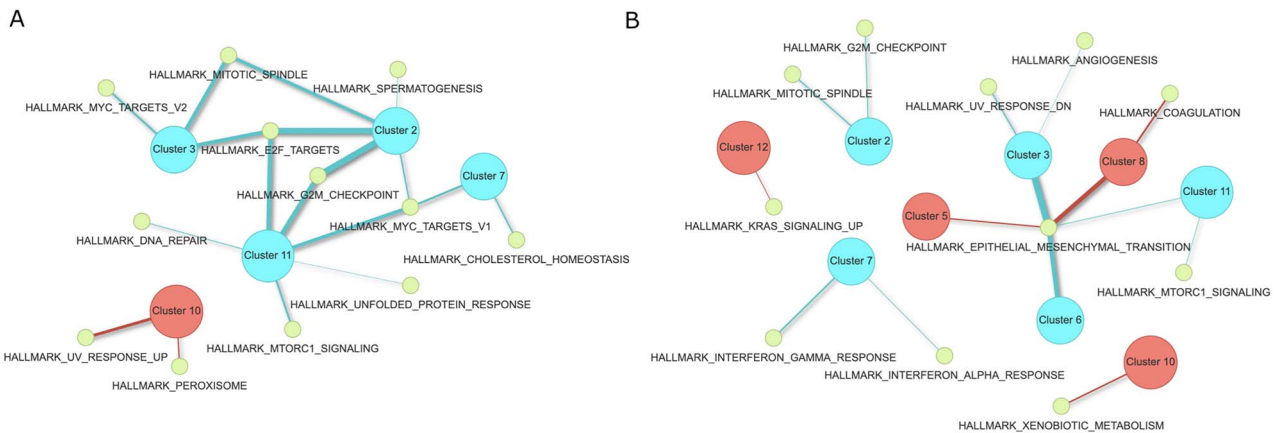 A
HALLMARK_MITOTIC_SPINDLE
HALLMARK_SPERMATOGENESIS
HALLMARK_MYC_TARGETS_V2
Cluster 2
Cluster 3
HALLMARK_E2F_TARGETS
Cluster 7
HALLMARK_G2M_CHECKPOINT
HALLMARK_MYC_TARGETS_V1
HALLMARK_DNA_REPAIR
Cluster 11
HALLMARK_CHOLESTEROL_HOMEOSTASIS
HALLMARK_UNFOLDED_PROTEIN_RESPONSE
Cluster 10
HALLMARK_MTORC1_SIGNALING
HALLMARK_UV_RESPONSE_UP
HALLMARK_PEROXISOME
B
HALLMARK_G2M_CHECKPOINT
HALLMARK_ANGIOGENESIS
HALLMARK_MITOTIC_SPINDLE
HALLMARK_UV_RESPONSE_DN
HALLMARK_COAGULATION
Cluster 2
Cluster 12
Cluster 3
Cluster 8
Cluster 11
Cluster 5
HALLMARK_KRAS_SIGNALING_UP
HALLMARK_EPITHELIAL_MESENCHYMAL_TRANSITION
Cluster 7
HALLMARK_MTORC1_SIGNALING
Cluster 6
HALLMARK_INTERFERON_GAMMA_RESPONSE
HALLMARK_INTERFERON_ALPHA_RESPONSE
Cluster 10
HALLMARK_XENOBIOTIC_METABOLISM